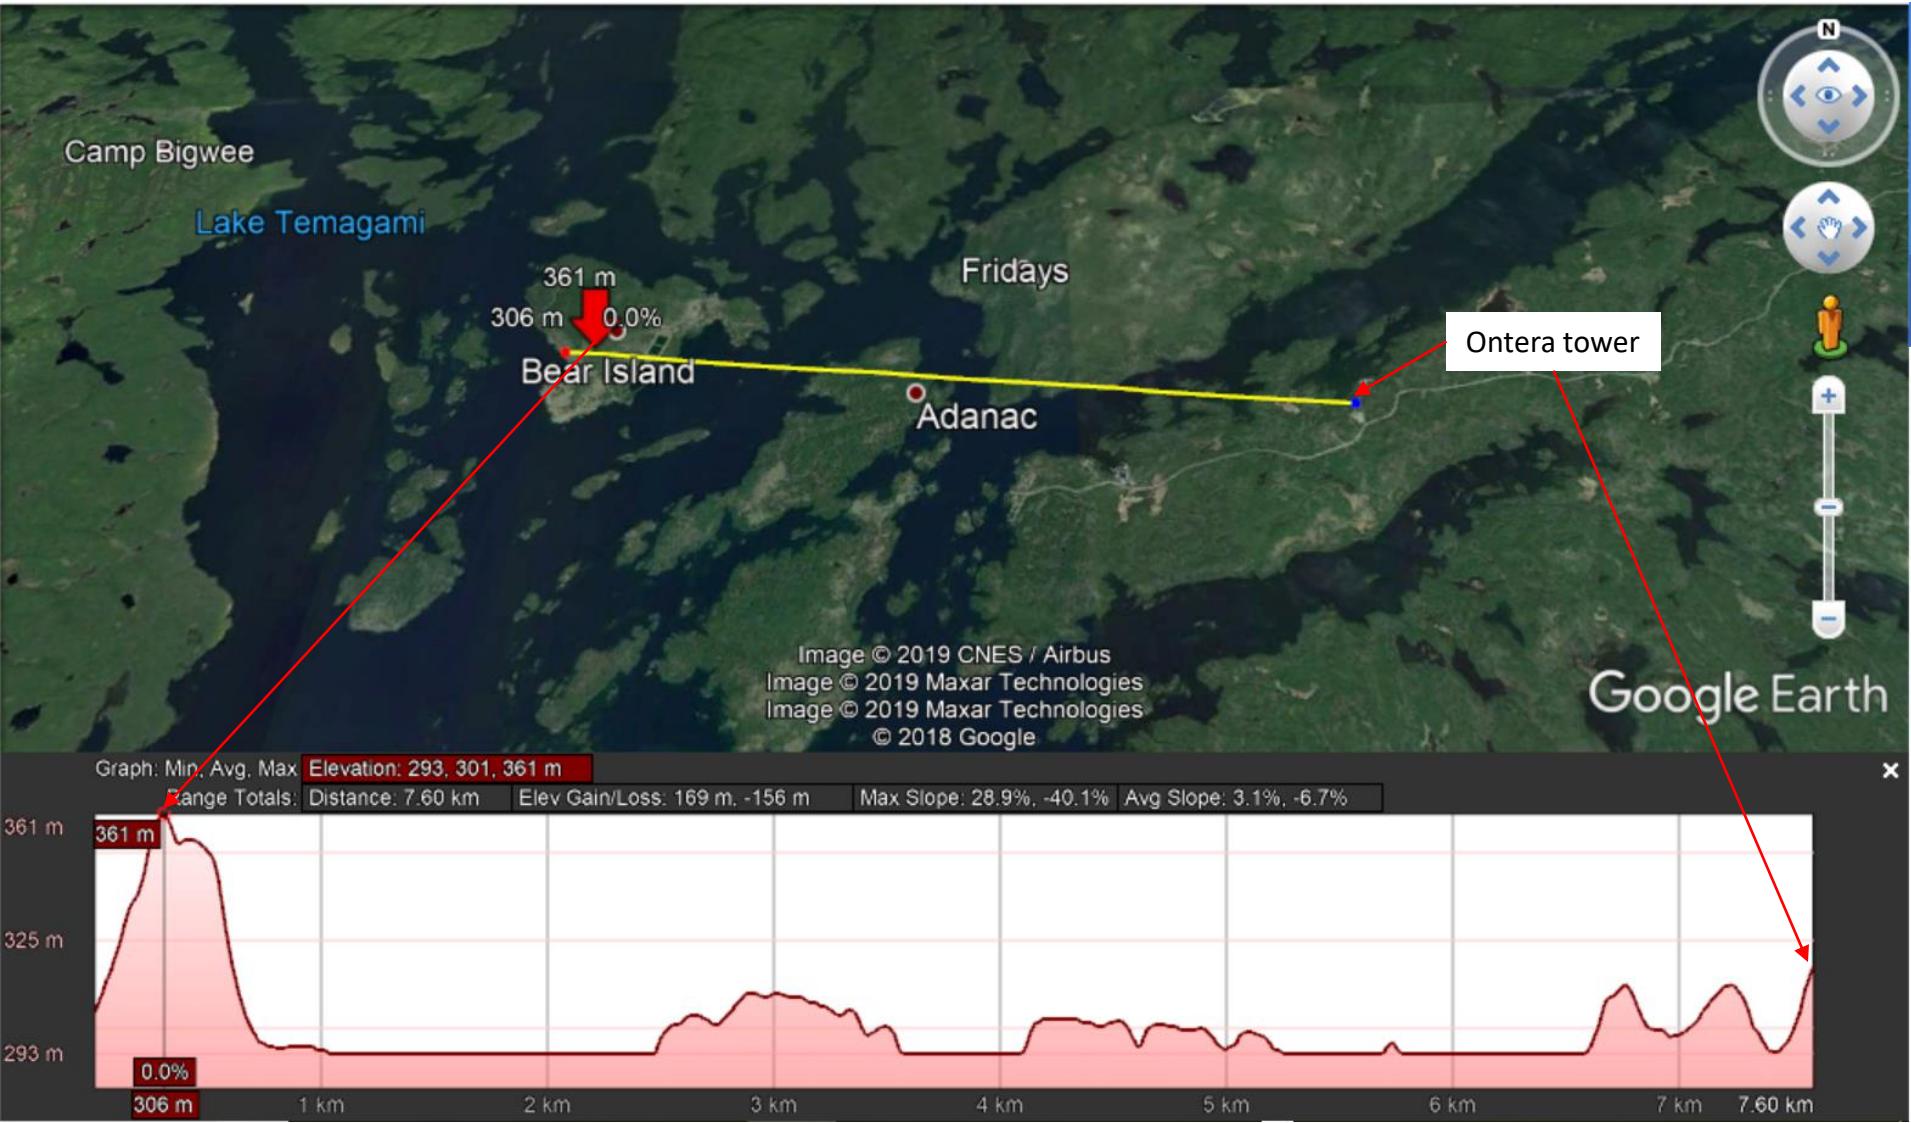 N
Camp Bigwee
Lake Temagami
361 m
Fridays
306 m 0.0%
Ontera tower
Bear Island
Adanac
Image © 2019 CNES / Airbus
Image © 2019 Maxar Technologies
Image © 2019 Maxar Technologies
© 2018 Google
Google Earth
Graph: Min, Avg, Max Elevation: 293, 301, 361 m
Range Totals: Distance: 7.60 km Elev Gain/Loss: 169 m, -156 m Max Slope: 28.9%, -40.1% Avg Slope: 3.1%, -6.7%
361 m
361 m
325 m
293 m
0.0%
306 m 1 km 2 km 3 km 4 km 5 km 6 km 7 km 7.60 km